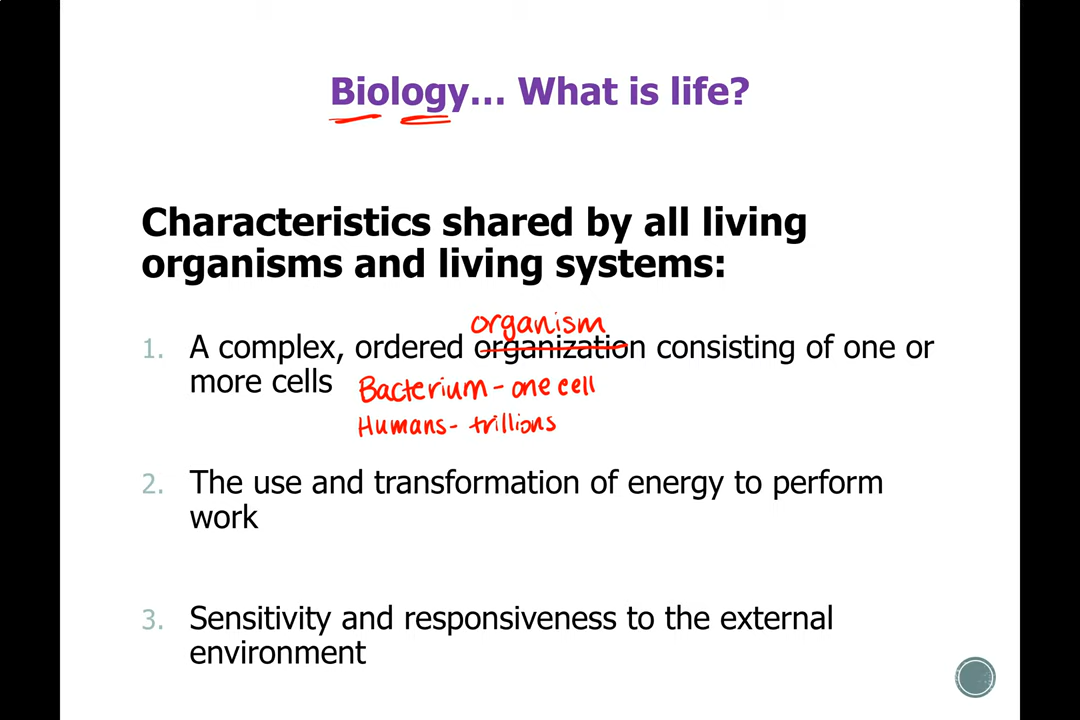 Biology... What is life?
Characteristics shared by all living
organisms and living systems:
organism
1. A complex, ordered organization consisting of one or
more cells
Bacterium - one cell
Humans - trillions
2. The use and transformation of energy to perform
work
3. Sensitivity and responsiveness to the external
environment